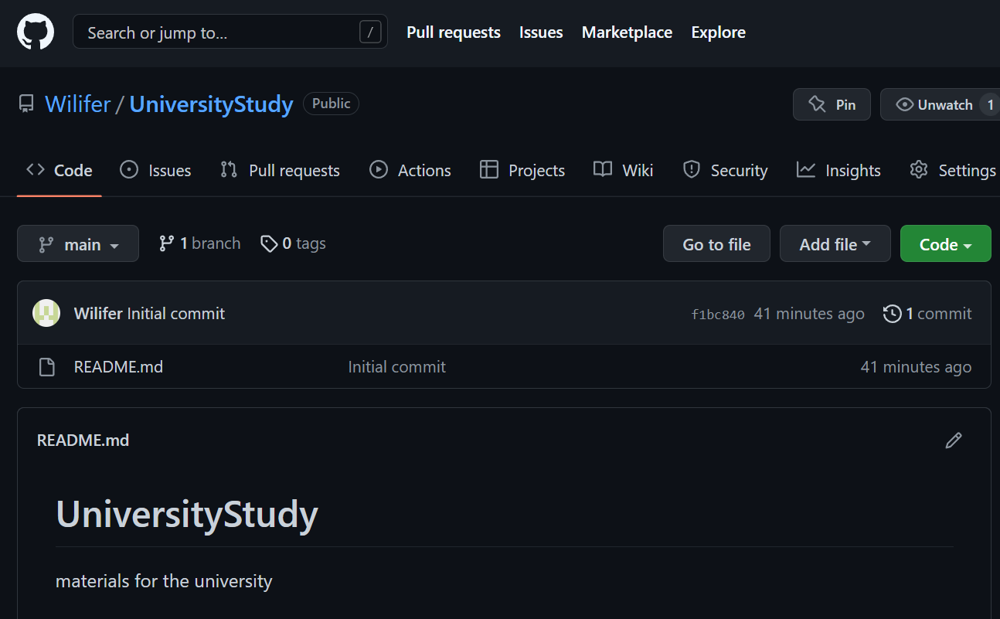 Search or jump to... /
Pull requests Issues Marketplace Explore
Wilifer / UniversityStudy Public
Pin Unwatch 1
Code Issues Pull requests Actions Projects Wiki Security Insights Settings
main 1 branch 0 tags Go to file Add file Code
Wilifer Initial commit f1bc840 41 minutes ago 1 commit
README.md Initial commit 41 minutes ago
README.md
UniversityStudy
materials for the university